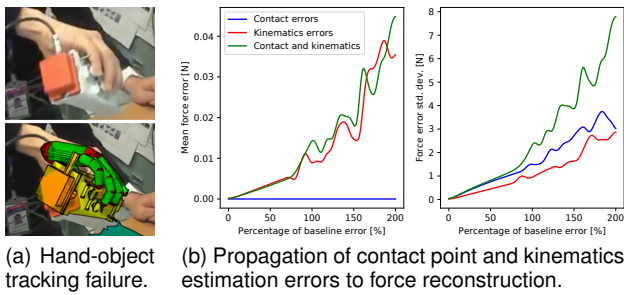 Contact errors
Kinematics errors
Contact and kinematics
Mean force error [N]
0.04
0.03
0.02
0.01
0.00
0 50 100 150 200
Percentage of baseline error [%]
Force error std. dev. [N]
8
7
6
5
4
3
2
1
0
0 50 100 150 200
Percentage of baseline error [%]
(a) Hand-object
tracking failure.
(b) Propagation of contact point and kinematics
estimation errors to force reconstruction.